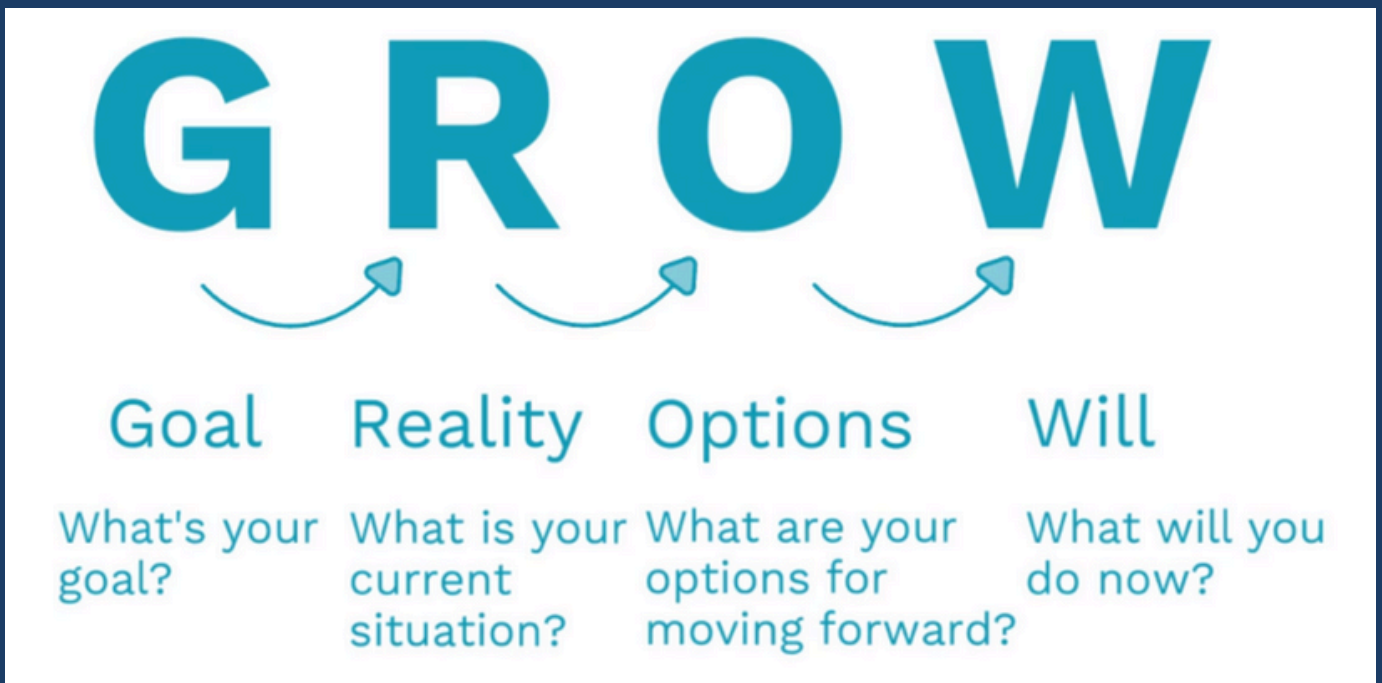 G R O W
Goal
Reality
Options
Will
What's your
goal?
What is your
current
situation?
What are your
options for
moving forward?
What will you
do now?